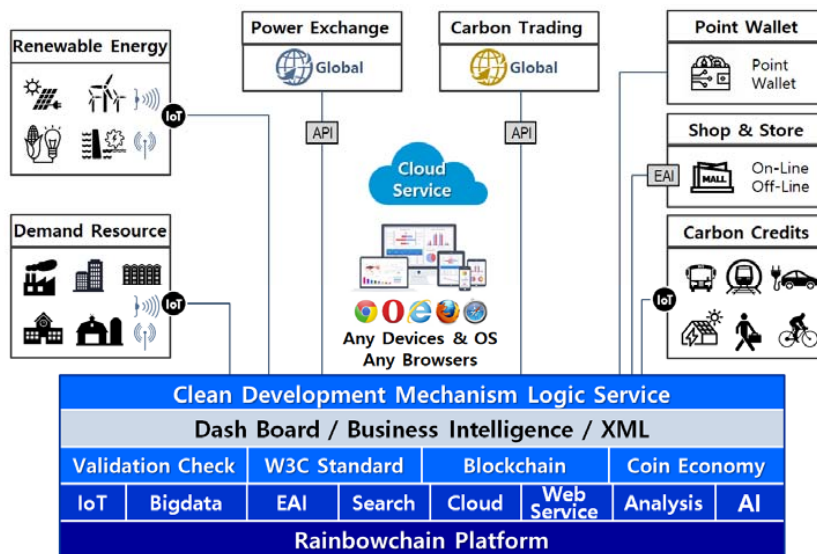 Renewable Energy
IoT
Power Exchange
Global
API
Carbon Trading
Global
API
Point Wallet
Point
Wallet
Shop & Store
EAI
MALL
On-Line
Off-Line
Demand Resource
IoT
Cloud
Service
Any Devices & OS
Any Browsers
Carbon Credits
IoT
Clean Development Mechanism Logic Service
Dash Board / Business Intelligence / XML
Validation Check
W3C Standard
Blockchain
Coin Economy
IoT
Bigdata
EAI
Search
Cloud
Web
Service
Analysis
AI
Rainbowchain Platform